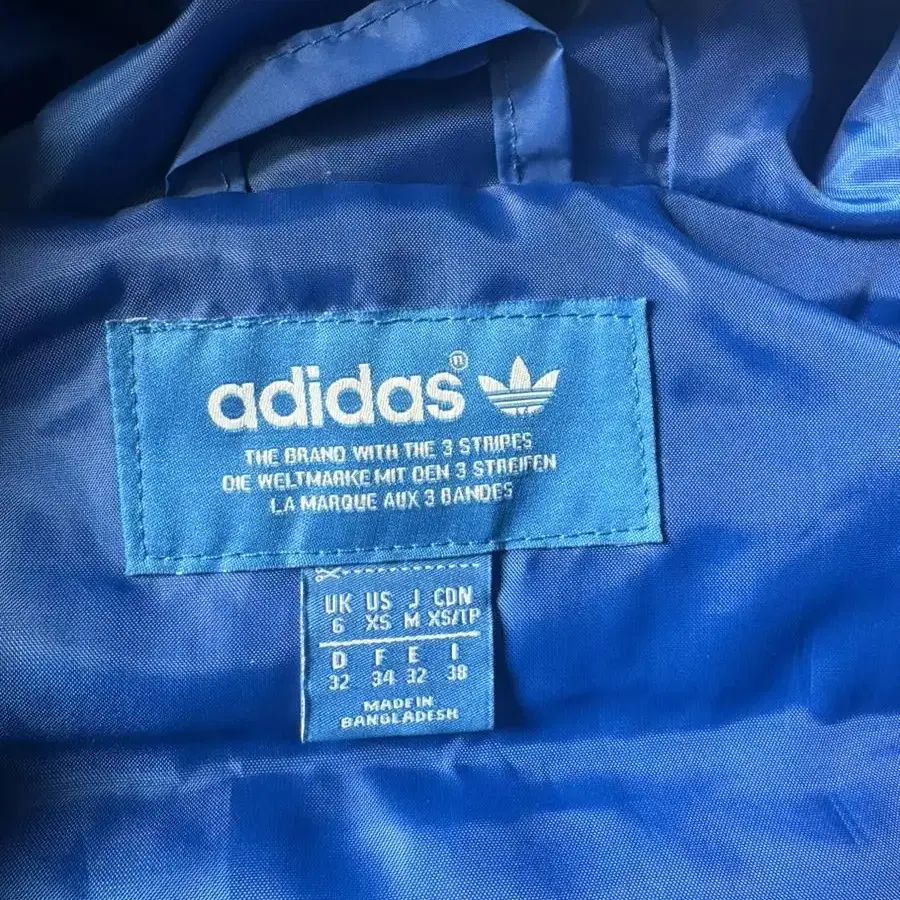 adidas®
THE BRAND WITH THE 3 STRIPES
DIE WELTMARKE MIT DEN 3 STREIFEN
LA MARQUE AUX 3 BANDES
UK US J CDN
6 XS M XS/TP
D F E I
32 34 32 38
MADE IN
BANGLADESH